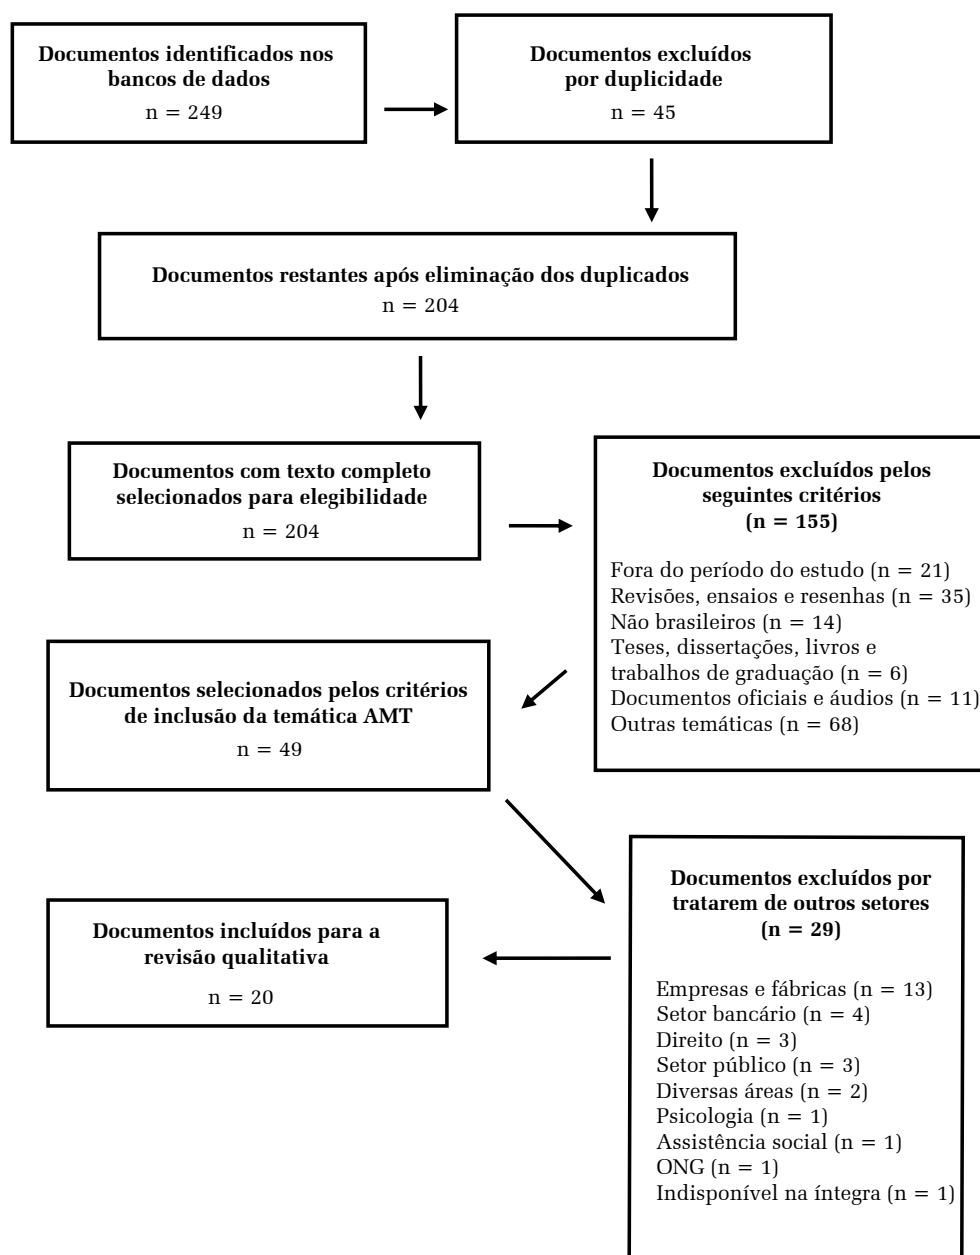 Documentos identificados nos
bancos de dados
n = 249
Documentos excluídos
por duplicidade
n = 45
Documentos restantes após eliminação dos duplicados
n = 204
Documentos com texto completo
selecionados para elegibilidade
n = 204
Documentos excluídos pelos
seguintes critérios
(n = 155)
Fora do período do estudo (n = 21)
Revisões, ensaios e resenhas (n = 35)
Não brasileiros (n = 14)
Teses, dissertações, livros e
trabalhos de graduação (n = 6)
Documentos oficiais e áudios (n = 11)
Outras temáticas (n = 68)
Documentos selecionados pelos critérios
de inclusão da temática AMT
n = 49
Documentos excluídos por
tratarem de outros setores
(n = 29)
Empresas e fábricas (n = 13)
Setor bancário (n = 4)
Direito (n = 3)
Setor público (n = 3)
Diversas áreas (n = 2)
Psicologia (n = 1)
Assistência social (n = 1)
ONG (n = 1)
Indisponível na íntegra (n = 1)
Documentos incluídos para a
revisão qualitativa
n = 20